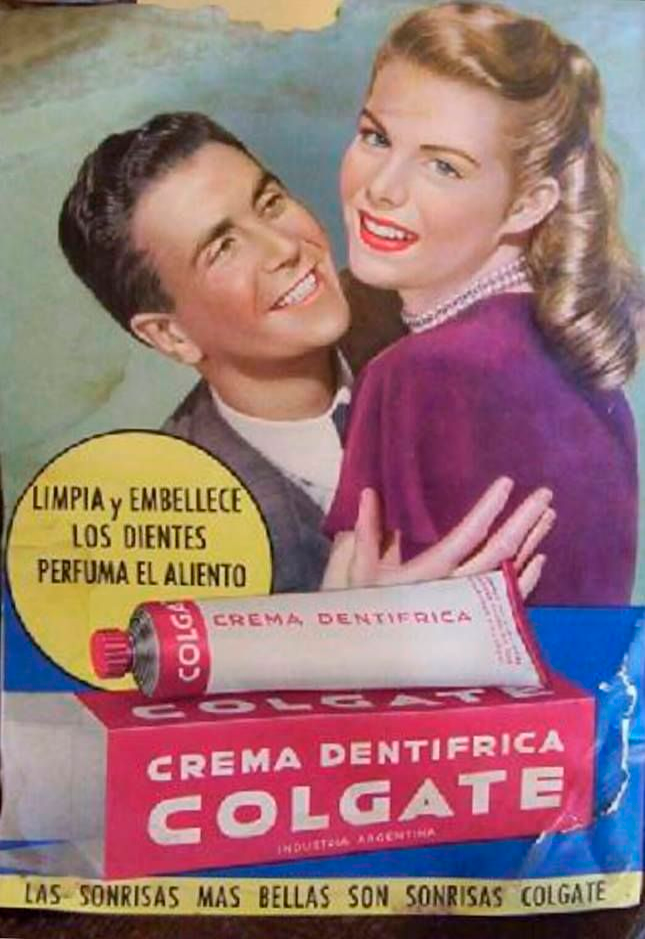 LIMPIA y EMBELLECE
LOS DIENTES
PERFUMA EL ALIENTO
COLGA
CREMA DENTIFRICA
COLGATE
CREMA DENTIFRICA
COLGATE
INDUSTRIA ARGENTINA
LAS SONRISAS MAS BELLAS SON SONRISAS COLGATE